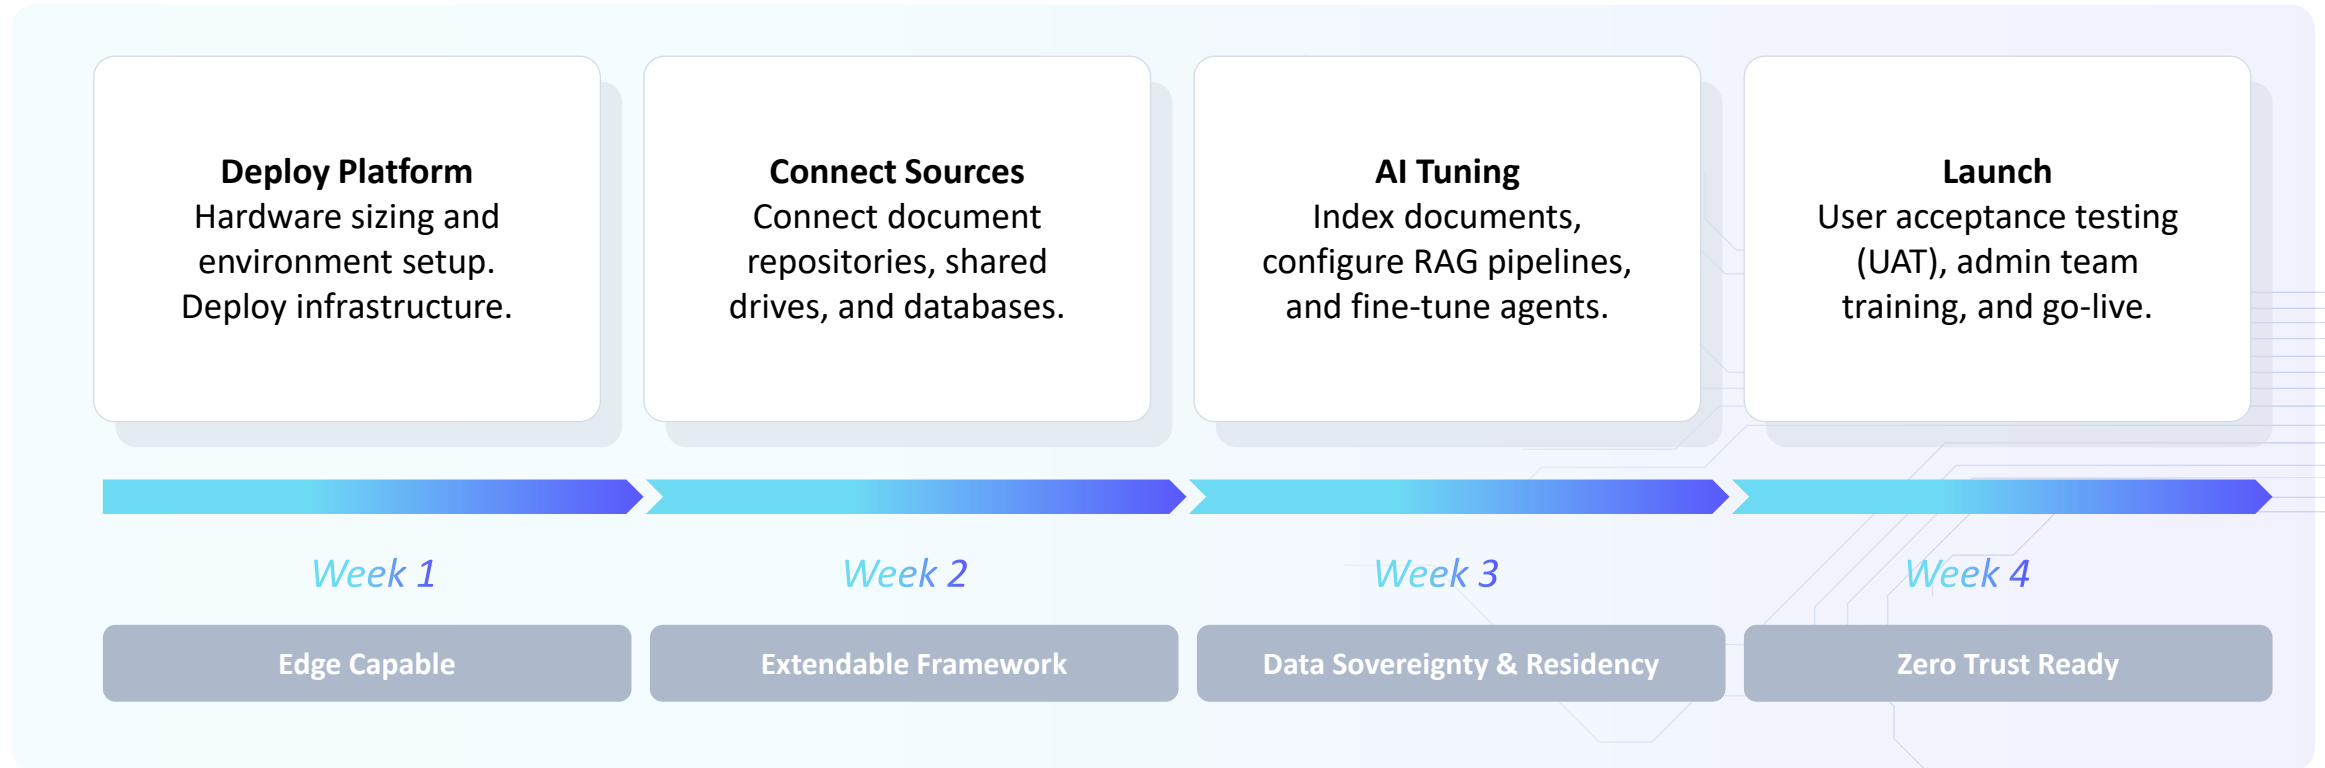 Deploy Platform
Hardware sizing and
environment setup.
Deploy infrastructure.
Connect Sources
Connect document
repositories, shared
drives, and databases.
AI Tuning
Index documents,
configure RAG pipelines,
and fine-tune agents.
Launch
User acceptance testing
(UAT), admin team
training, and go-live.
Week 1
Week 2
Week 3
Week 4
Edge Capable
Extendable Framework
Data Sovereignty & Residency
Zero Trust Ready